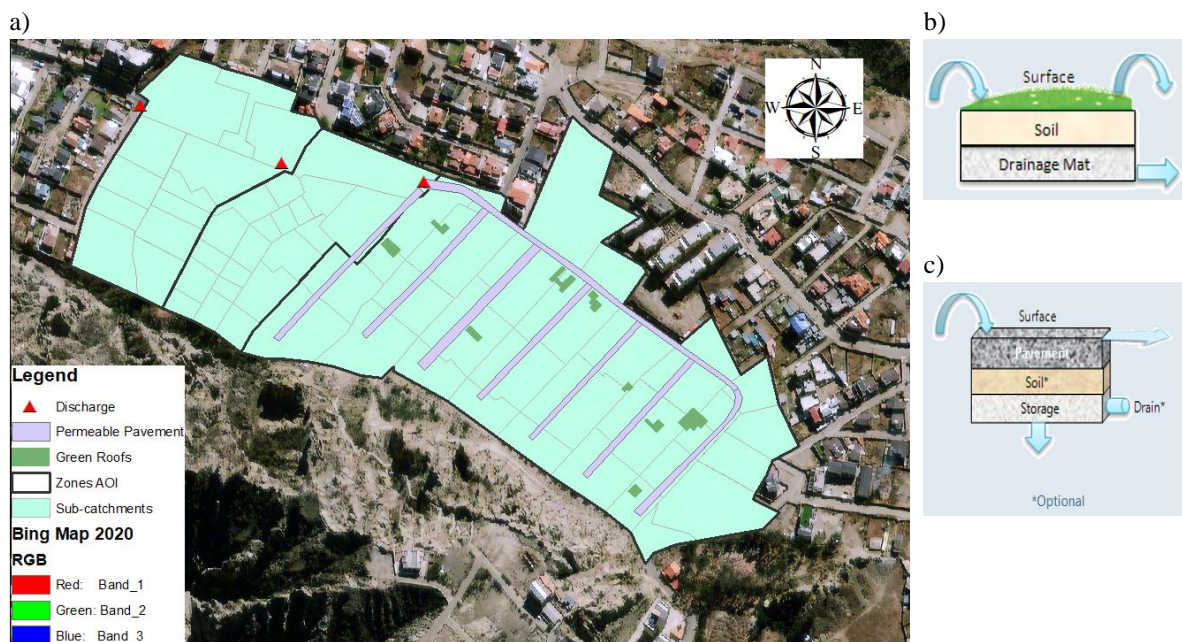 a)
N
W E
S
Legend
Discharge
Permeable Pavement
Green Roofs
Zones AOI
Sub-catchments
Bing Map 2020
RGB
Red: Band_1
Green: Band_2
Blue: Band_3
b)
Surface
Soil
Drainage Mat
c)
Surface
Pavement
Soil*
Storage
Drain*
*Optional